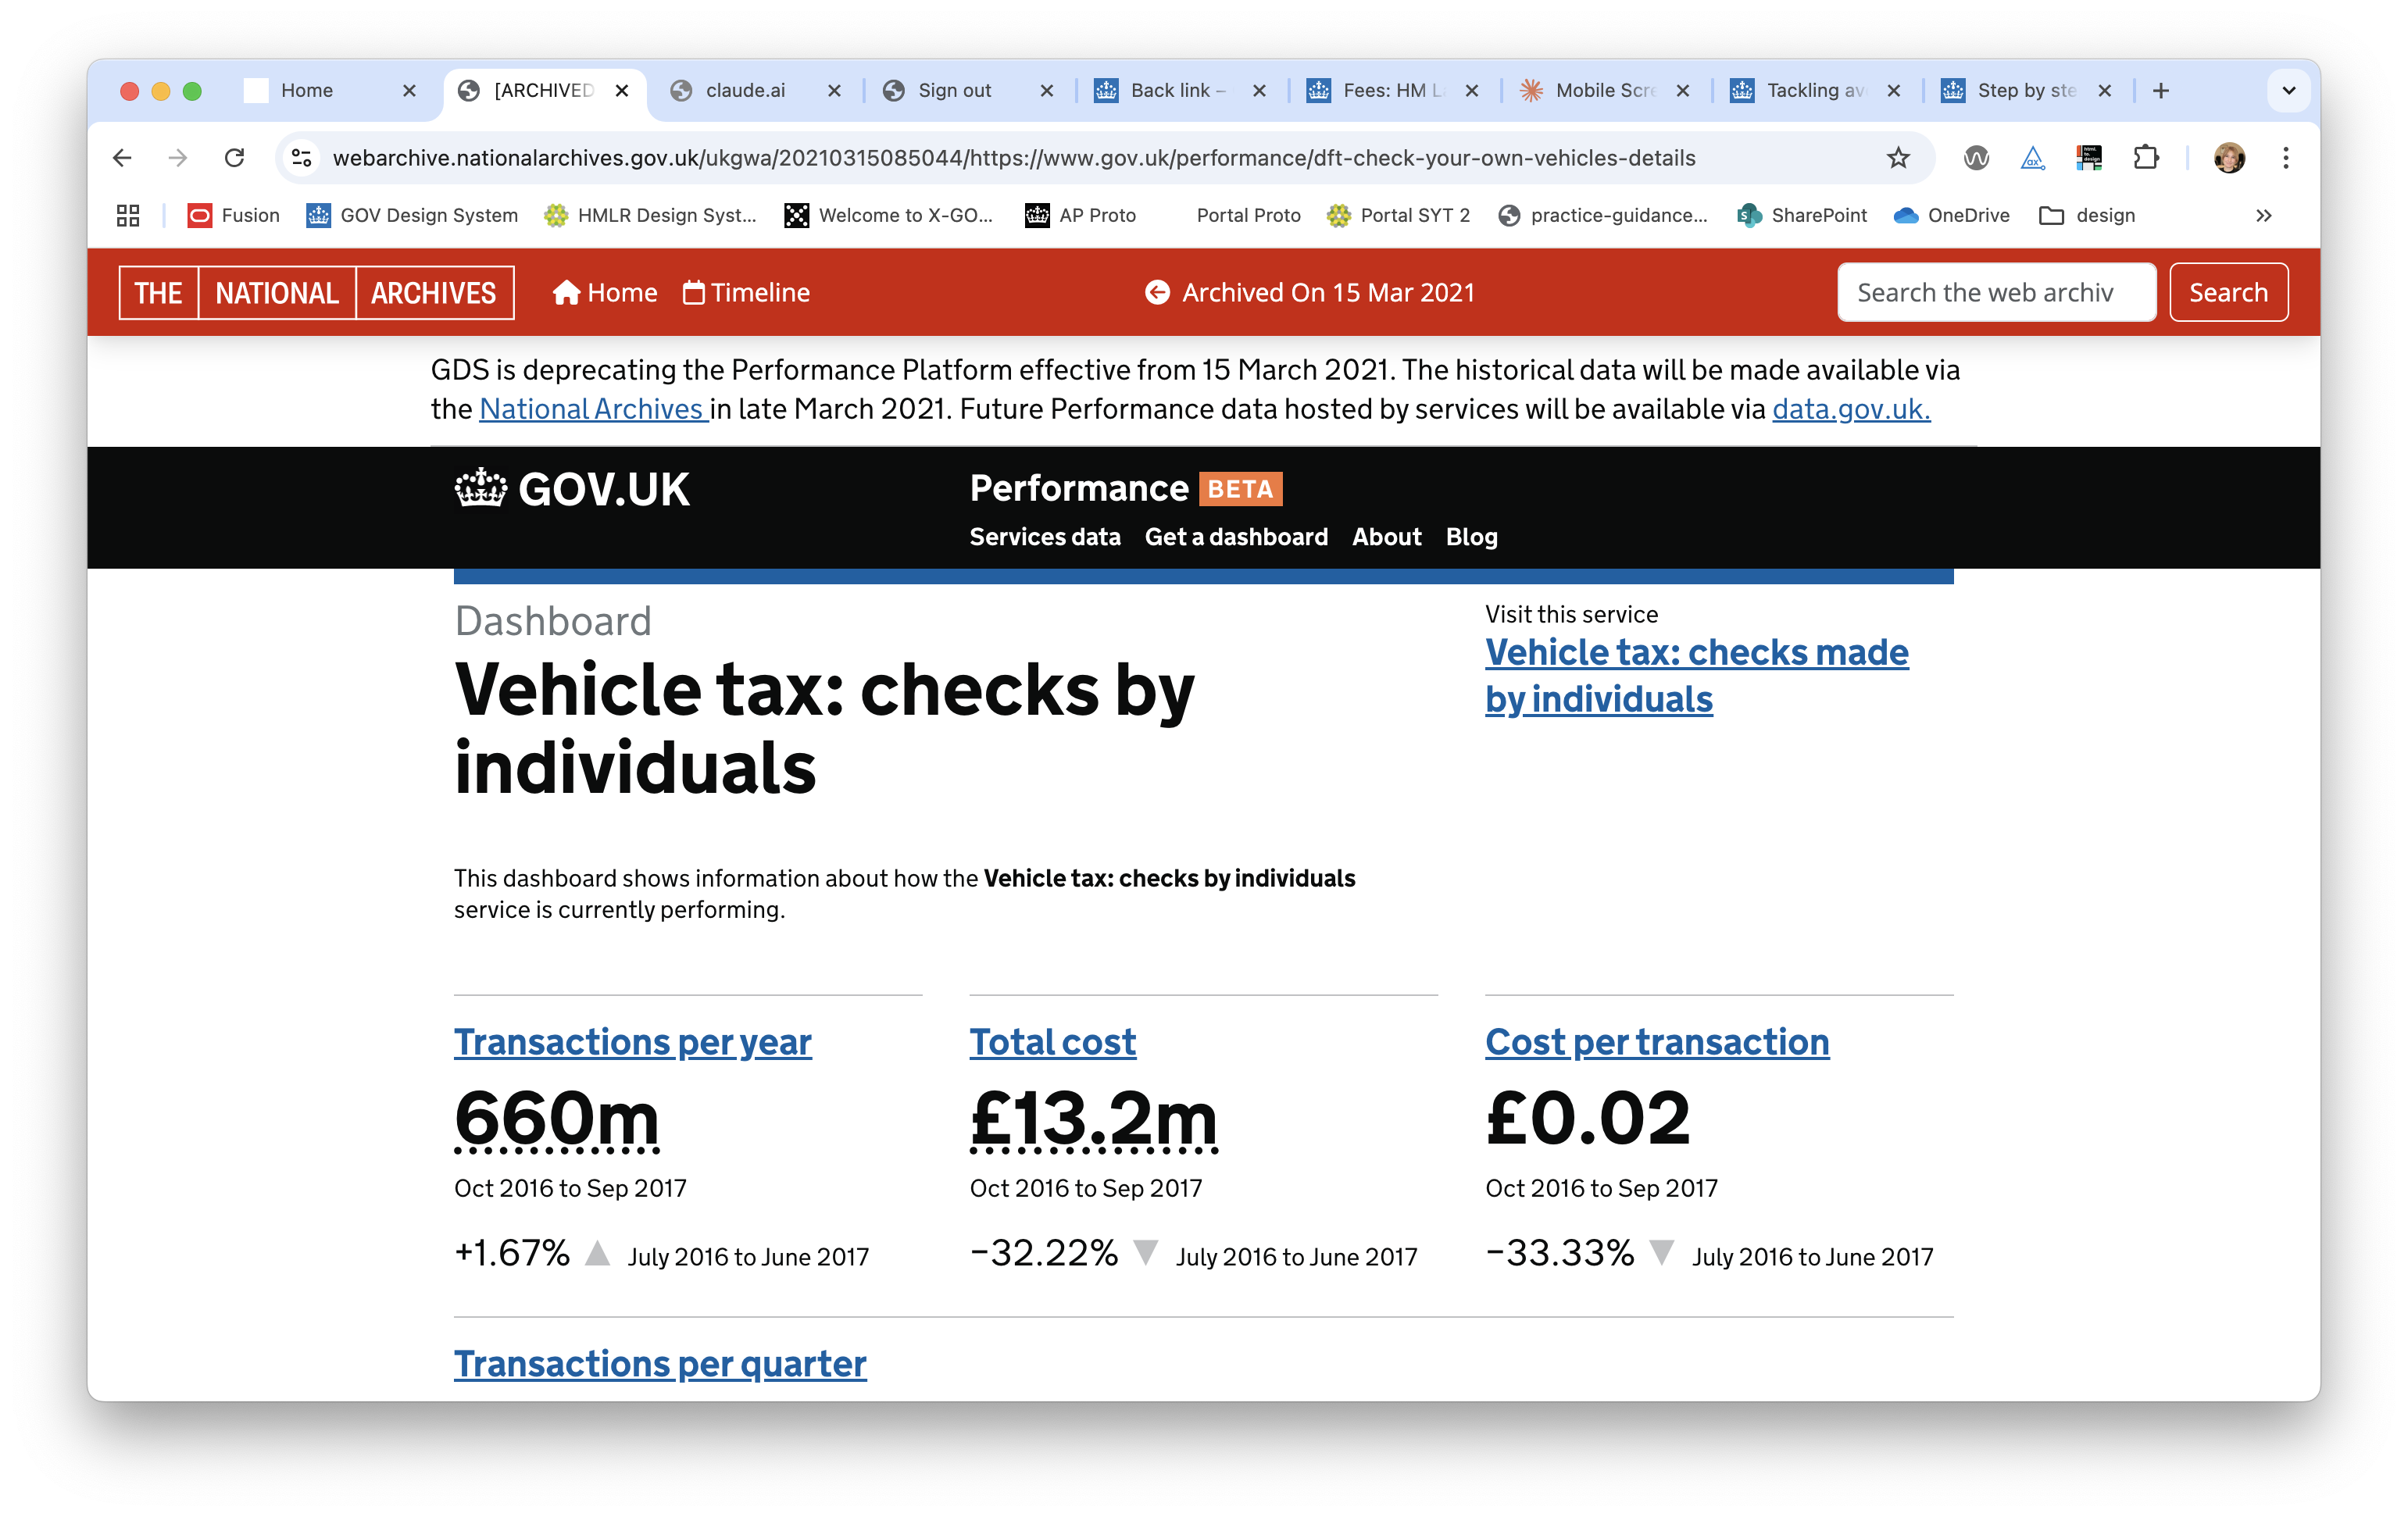 Home
[ARCHIVED
claude.ai
Sign out
Back link –
Fees: HM L
Mobile Scre
Tackling av
Step by ste
webarchive.nationalarchives.gov.uk/ukgwa/20210315085044/https://www.gov.uk/performance/dft-check-your-own-vehicles-details
Fusion
GOV Design System
HMLR Design Syst...
Welcome to X-GO...
AP Proto
Portal Proto
Portal SYT 2
practice-guidance...
SharePoint
OneDrive
design
THE NATIONAL ARCHIVES
Home
Timeline
Archived On 15 Mar 2021
Search the web archiv
Search
GDS is deprecating the Performance Platform effective from 15 March 2021. The historical data will be made available via
the National Archives in late March 2021. Future Performance data hosted by services will be available via data.gov.uk.
GOV.UK
Performance BETA
Services data Get a dashboard About Blog
Dashboard
Vehicle tax: checks by
individuals
Visit this service
Vehicle tax: checks made
by individuals
This dashboard shows information about how the Vehicle tax: checks by individuals
service is currently performing.
Transactions per year
660m
Oct 2016 to Sep 2017
+1.67% July 2016 to June 2017
Total cost
£13.2m
Oct 2016 to Sep 2017
−32.22% July 2016 to June 2017
Cost per transaction
£0.02
Oct 2016 to Sep 2017
−33.33% July 2016 to June 2017
Transactions per quarter